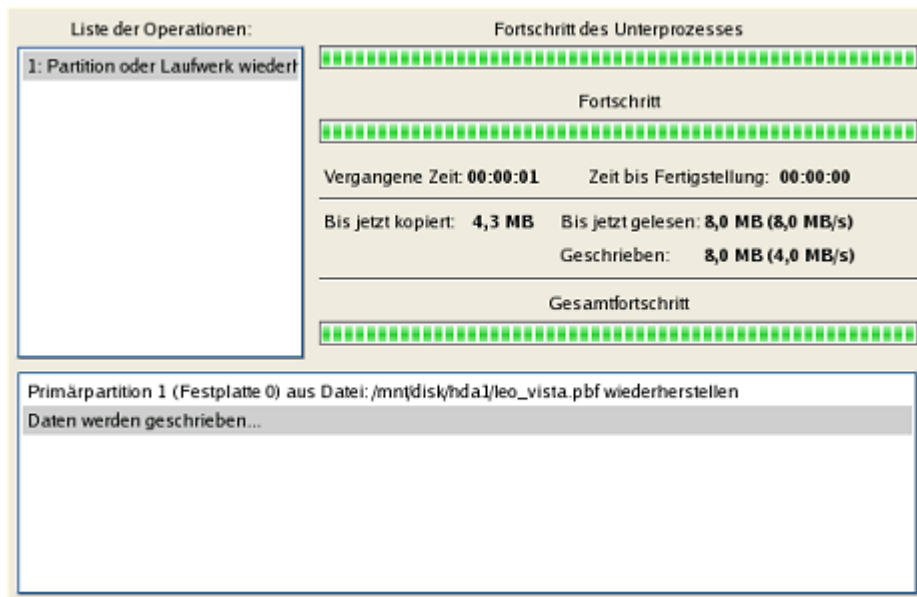 Liste der Operationen:
1: Partition oder Laufwerk wiederh
Fortschritt des Unterprozesses
Fortschritt
Vergangene Zeit: 00:00:01 Zeit bis Fertigstellung: 00:00:00
Bis jetzt kopiert: 4,3 MB Bis jetzt gelesen: 8,0 MB (8,0 MB/s)
Geschrieben: 8,0 MB (4,0 MB/s)
Gesamtfortschritt
Primärpartition 1 (Festplatte 0) aus Datei: /mnt/disk/hda1/leo_vista.pbf wiederherstellen
Daten werden geschrieben...